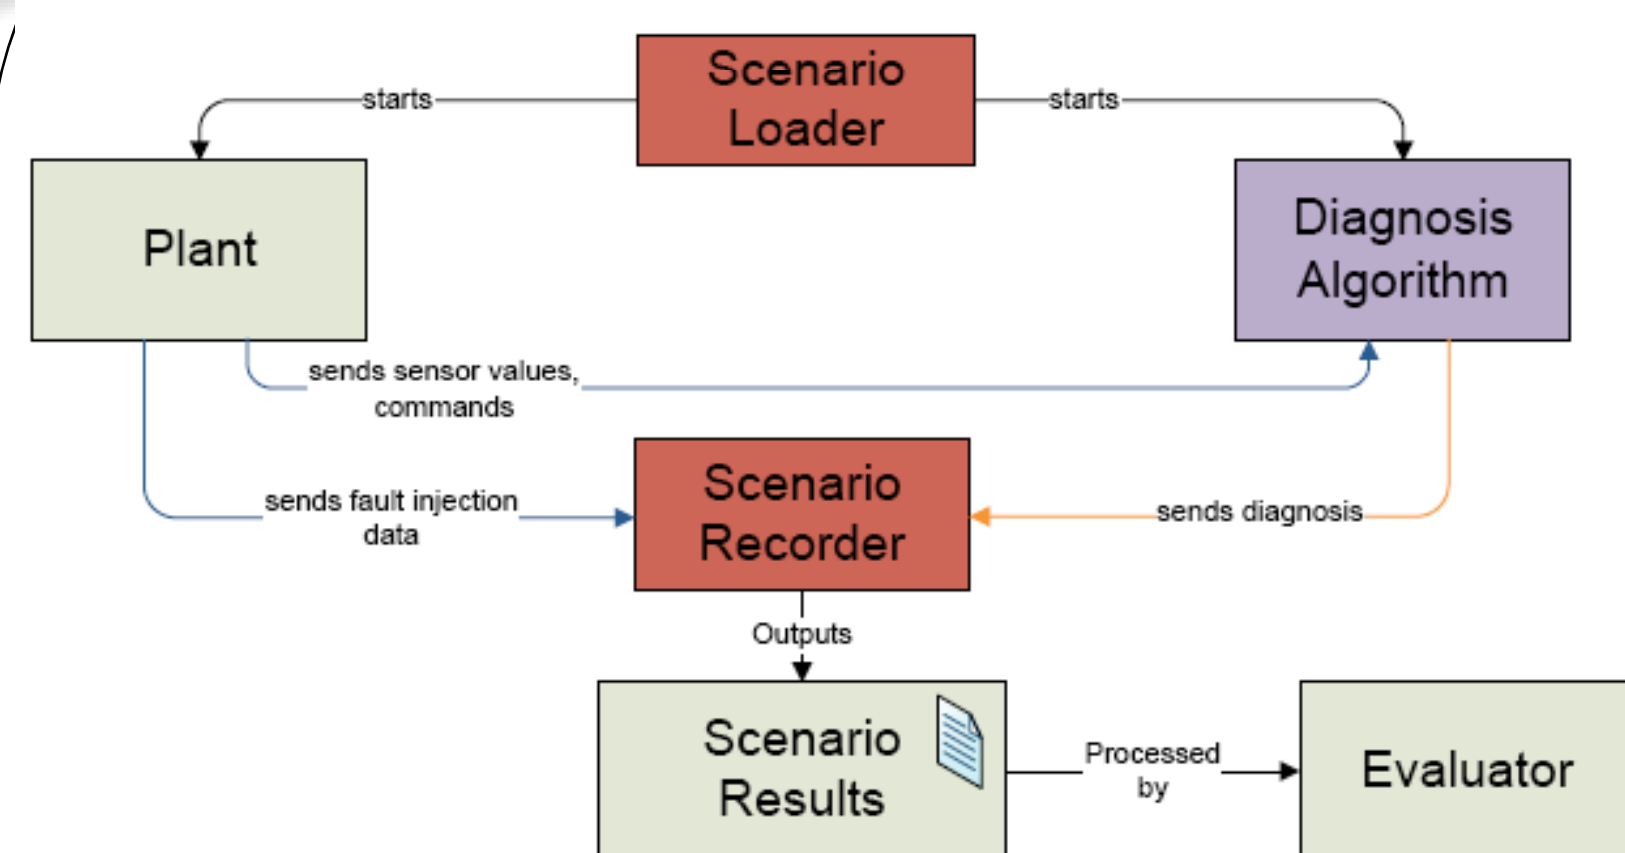 Scenario
Loader
starts
starts
Plant
Diagnosis
Algorithm
sends sensor values,
commands
Scenario
Recorder
sends fault injection
data
sends diagnosis
Outputs
Scenario
Results
Processed
by
Evaluator